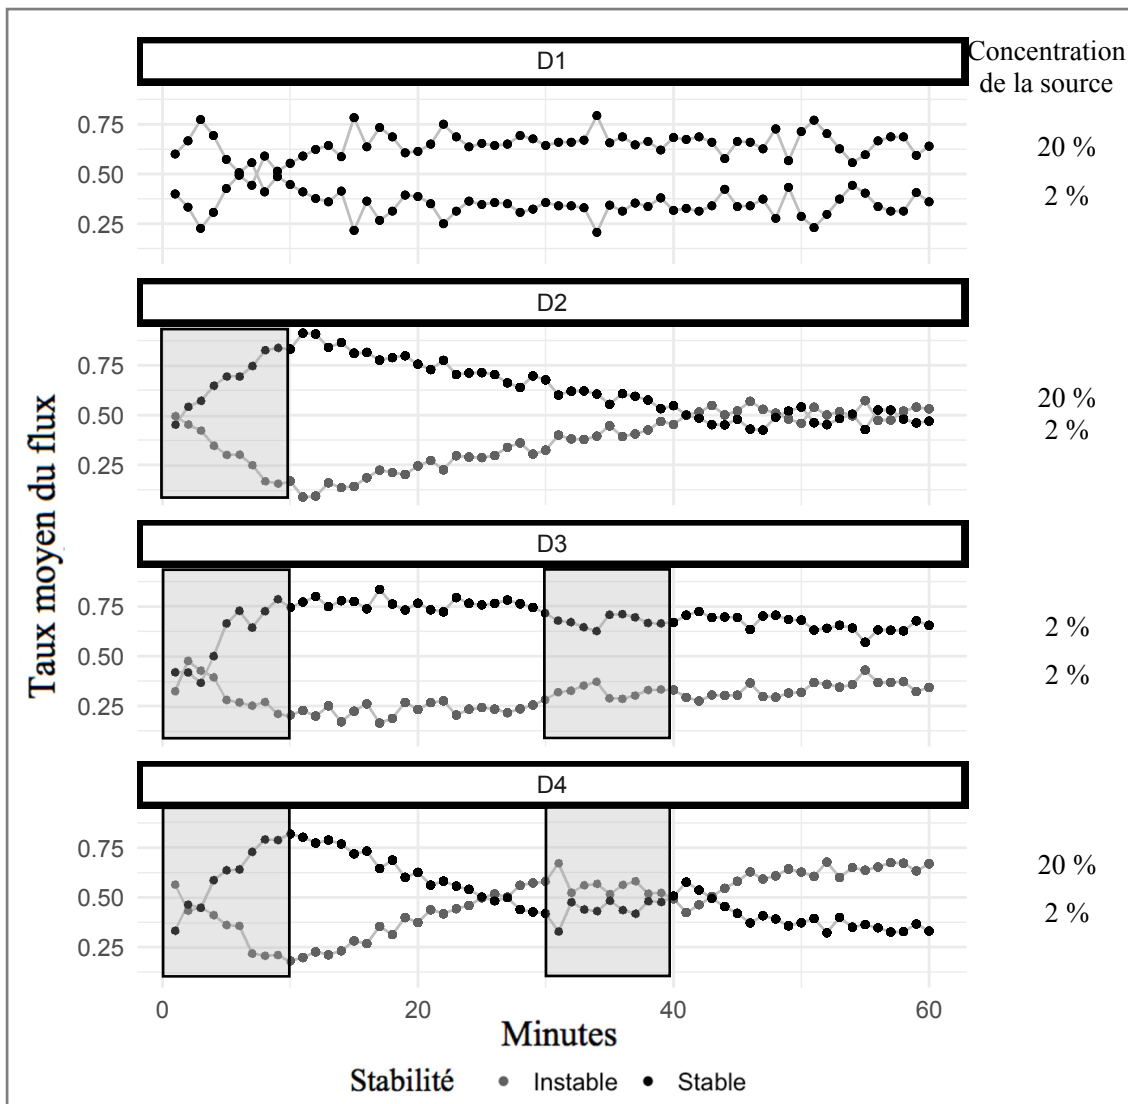 D1
Concentration
de la source
0.75
0.50
0.25
20 %
2 %
D2
0.75
0.50
0.25
20 %
2 %
Taux moyen du flux
D3
0.75
0.50
0.25
2 %
2 %
D4
0.75
0.50
0.25
20 %
2 %
0 20 40 60
Minutes
Stabilité Instable Stable